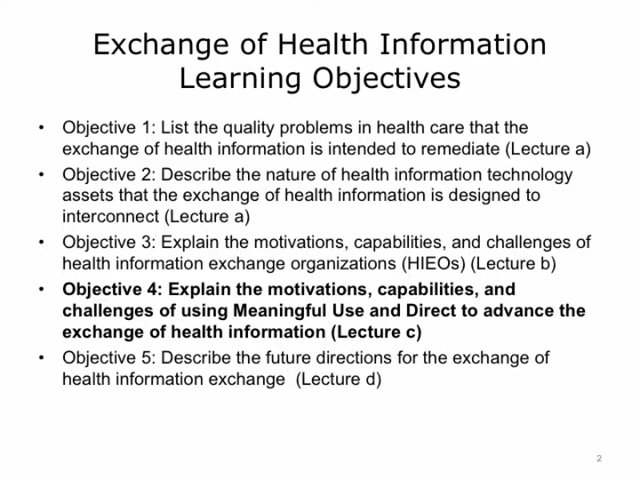 Exchange of Health Information
Learning Objectives
• Objective 1: List the quality problems in health care that the
exchange of health information is intended to remediate (Lecture a)
• Objective 2: Describe the nature of health information technology
assets that the exchange of health information is designed to
interconnect (Lecture a)
• Objective 3: Explain the motivations, capabilities, and challenges of
health information exchange organizations (HIEOs) (Lecture b)
• Objective 4: Explain the motivations, capabilities, and
challenges of using Meaningful Use and Direct to advance the
exchange of health information (Lecture c)
• Objective 5: Describe the future directions for the exchange of
health information exchange  (Lecture d)
2